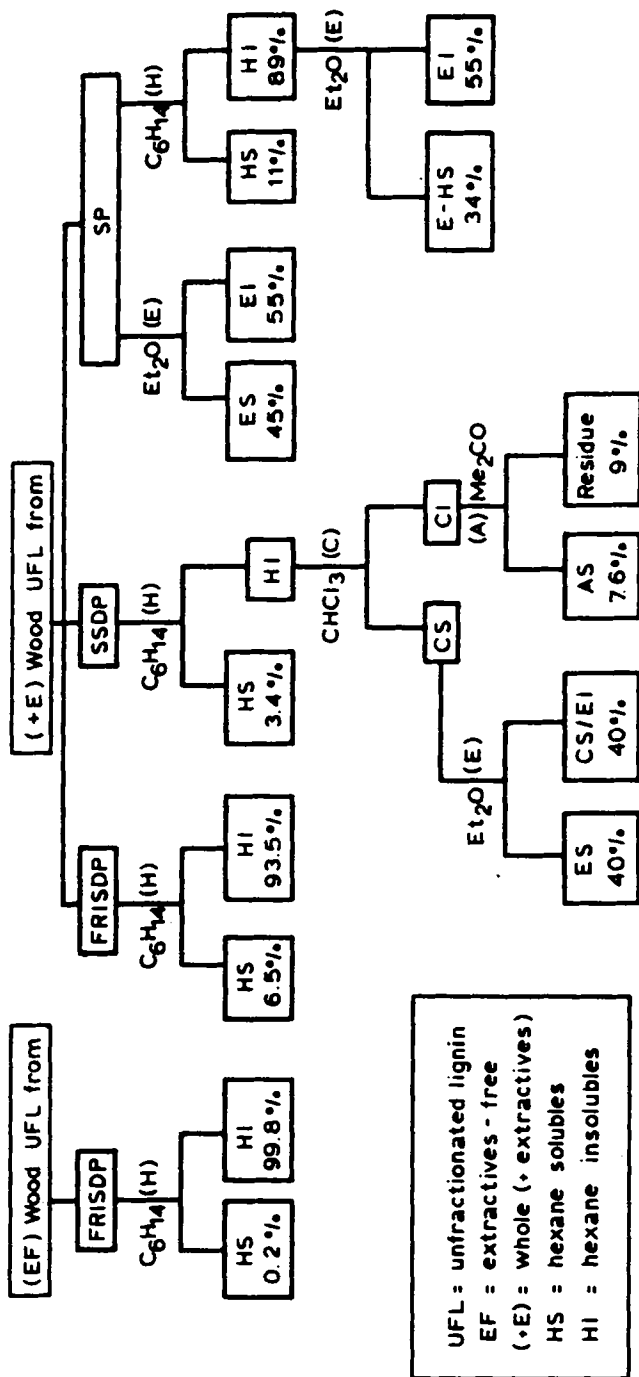 (EF) Wood UFL from
FRISDP
C6H14 (H)
HS
0.2%
HI
99.8%
(+E) Wood UFL from
FRISDP
C6H14 (H)
HS
6.5%
HI
93.5%
SSDP
C6H14 (H)
HS
3.4%
HI
CHCl3 (C)
CS
CI
Et2O (E)
ES
40%
CS/EI
40%
(A) Me2CO
AS
7.6%
Residue
9%
SP
Et2O (E)
ES
45%
EI
55%
C6H14 (H)
HS
11%
HI
89%
Et2O (E)
E-HS
34%
EI
55%
UFL = unfractionated lignin
EF = extractives - free
(+E) = whole (+ extractives)
HS = hexane solubles
HI = hexane insolubles